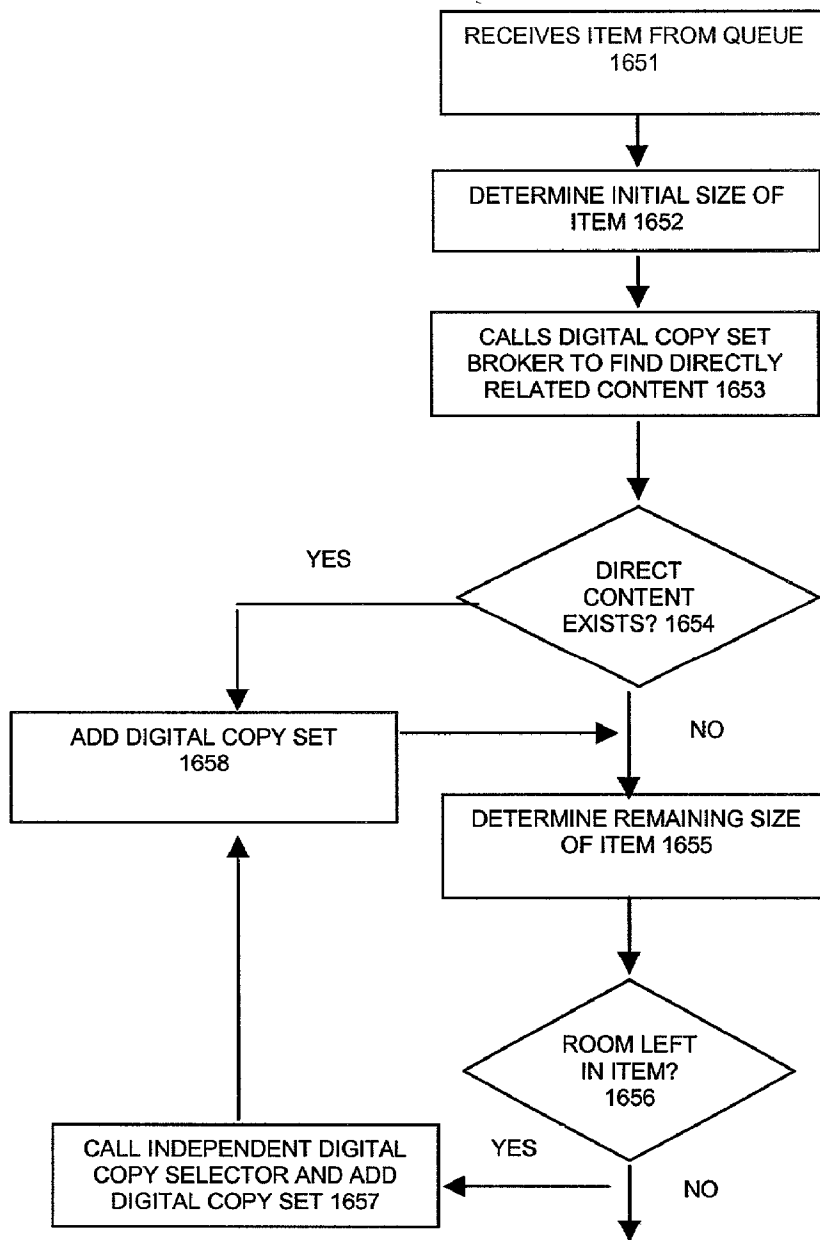 RECEIVES ITEM FROM QUEUE
1651
DETERMINE INITIAL SIZE OF
ITEM 1652
CALLS DIGITAL COPY SET
BROKER TO FIND DIRECTLY
RELATED CONTENT 1653
YES
DIRECT
CONTENT
EXISTS? 1654
ADD DIGITAL COPY SET
1658
NO
DETERMINE REMAINING SIZE
OF ITEM 1655
ROOM LEFT
IN ITEM?
1656
CALL INDEPENDENT DIGITAL
COPY SELECTOR AND ADD
DIGITAL COPY SET 1657
YES
NO